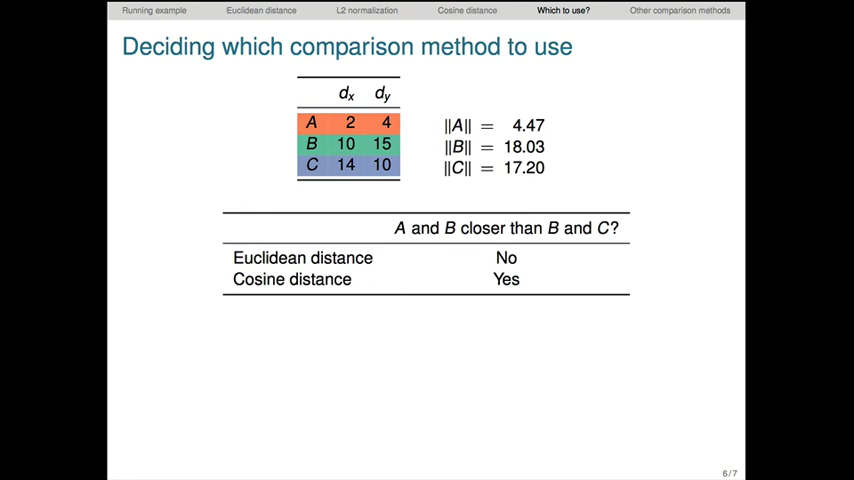 Running example Euclidean distance L2 normalization Cosine distance Which to use? Other comparison methods
Deciding which comparison method to use
dx dy
A 2 4
B 10 15
C 14 10
||A|| = 4.47
||B|| = 18.03
||C|| = 17.20
A and B closer than B and C?
Euclidean distance No
Cosine distance Yes
6 / 7